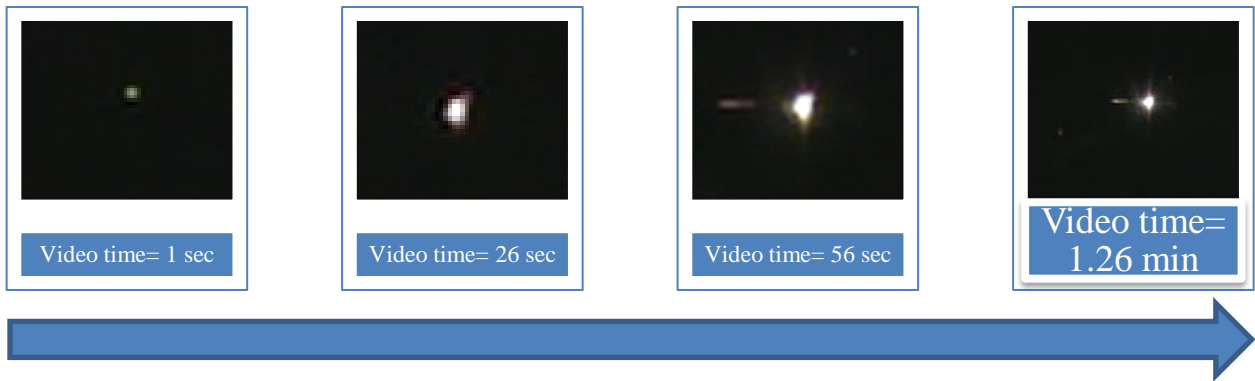 Video time= 1 sec
Video time= 26 sec
Video time= 56 sec
Video time=
1.26 min